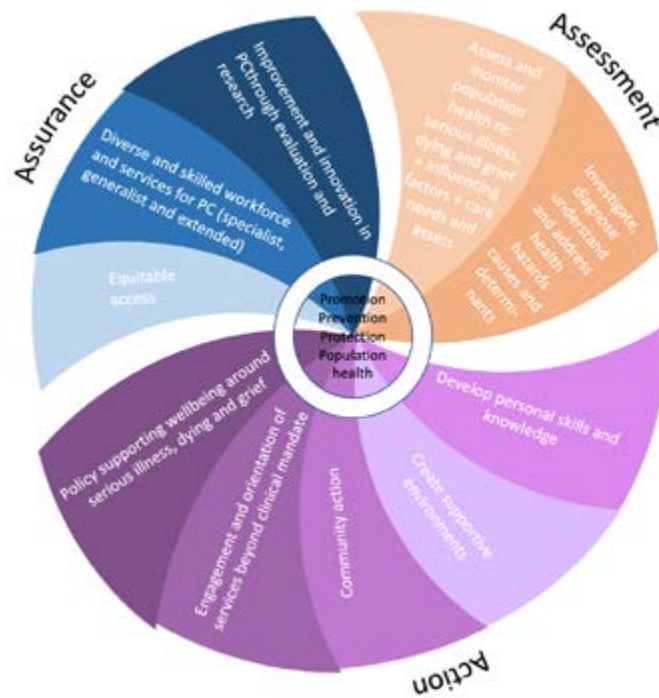 Assessment
Assess and
monitor
population
health re:
serious illness,
dying and grief
+ influencing
factors + care
needs and
assets
Investigate,
diagnose,
understand
and address
health
hazards
causes and
determi-
nants
Develop personal skills and
knowledge
Create supportive
environments
Community action
Engagement and orientation of
services beyond clinical mandate
Policy supporting wellbeing around
serious illness, dying and grief
Action
Equitable
access
Diverse and skilled workforce
and services for PC (specialist,
generalist and extended)
Improvement and innovation in
PCthrough evaluation and
research
Assurance
Promotion
Prevention
Protection
Population
health